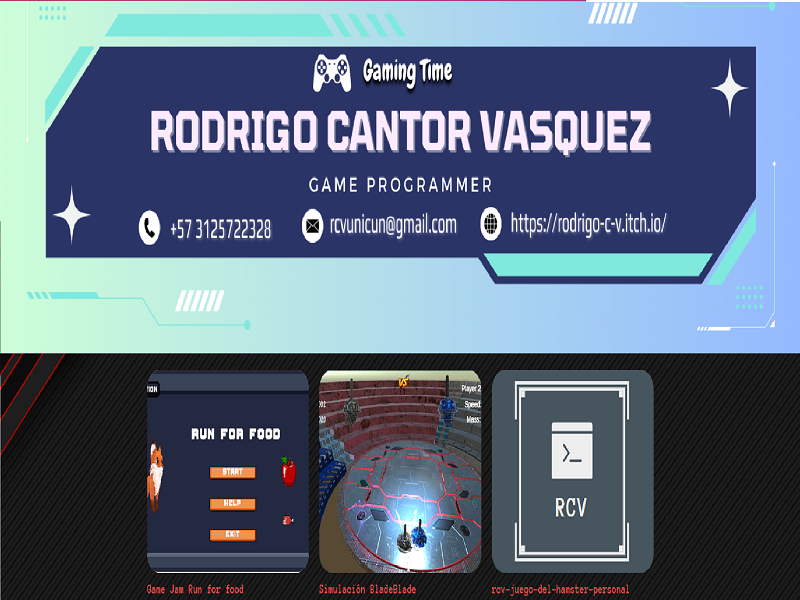 Gaming Time
RODRIGO CANTOR VASQUEZ
GAME PROGRAMMER
+57 3125722328
rcvunicun@gmail.com
https://rodrigo-c-v.itch.io/
RUN FOR FOOD
START
HELP
EXIT
VS
Player 2
Speed:
Mass:
RCV
Game Jam Run for food
Simulación BladeBlade
rcv-juego-del-hamster-personal